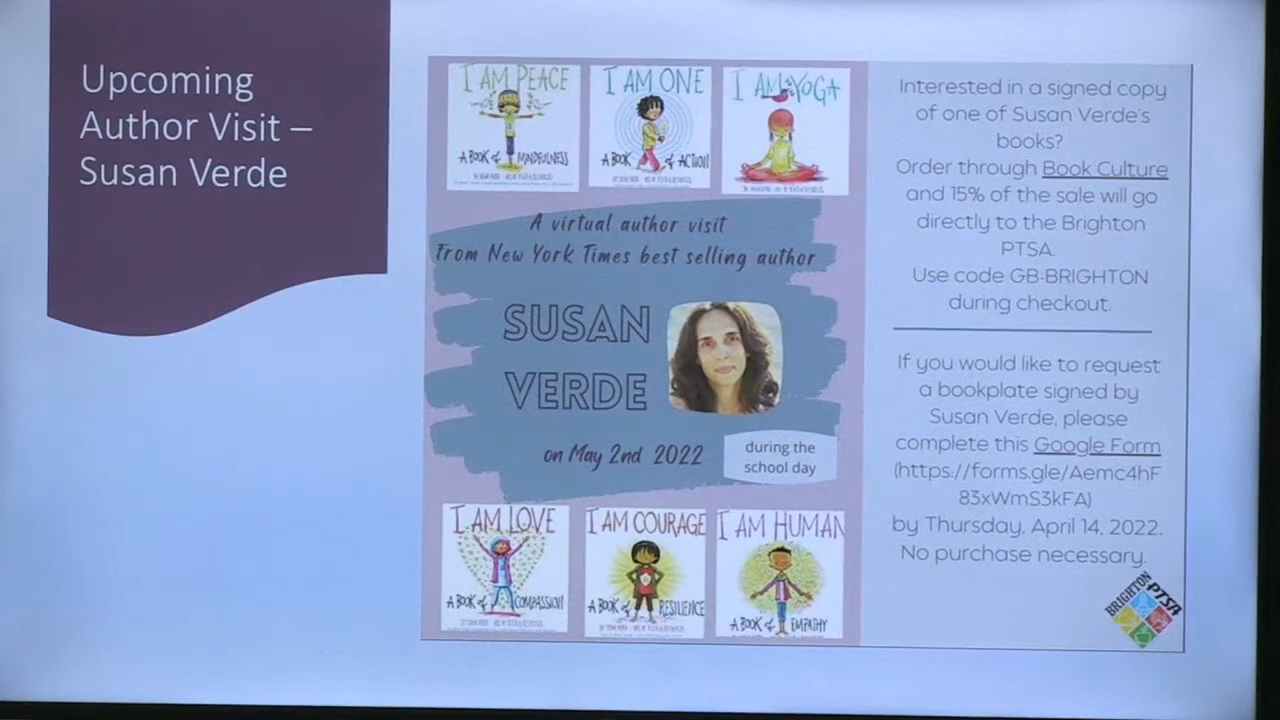 Upcoming
Author Visit –
Susan Verde
I AM PEACE
A BOOK of MINDFULNESS
I AM ONE
A BOOK of ACTION
I AM YOGA
A virtual author visit
From New York Times best selling author
SUSAN
VERDE
on May 2nd 2022
during the
school day
I AM LOVE
A BOOK of COMPASSION
I AM COURAGE
A BOOK of RESILIENCE
I AM HUMAN
A BOOK of EMPATHY
Interested in a signed copy
of one of Susan Verde's
books?
Order through Book Culture
and 15% of the sale will go
directly to the Brighton
PTSA.
Use code GB-BRIGHTON
during checkout.
If you would like to request
a bookplate signed by
Susan Verde, please
complete this Google Form
(https://forms.gle/Aemc4hF
83xWmS3kFA)
by Thursday, April 14, 2022.
No purchase necessary.
BRIGHTON PTSA